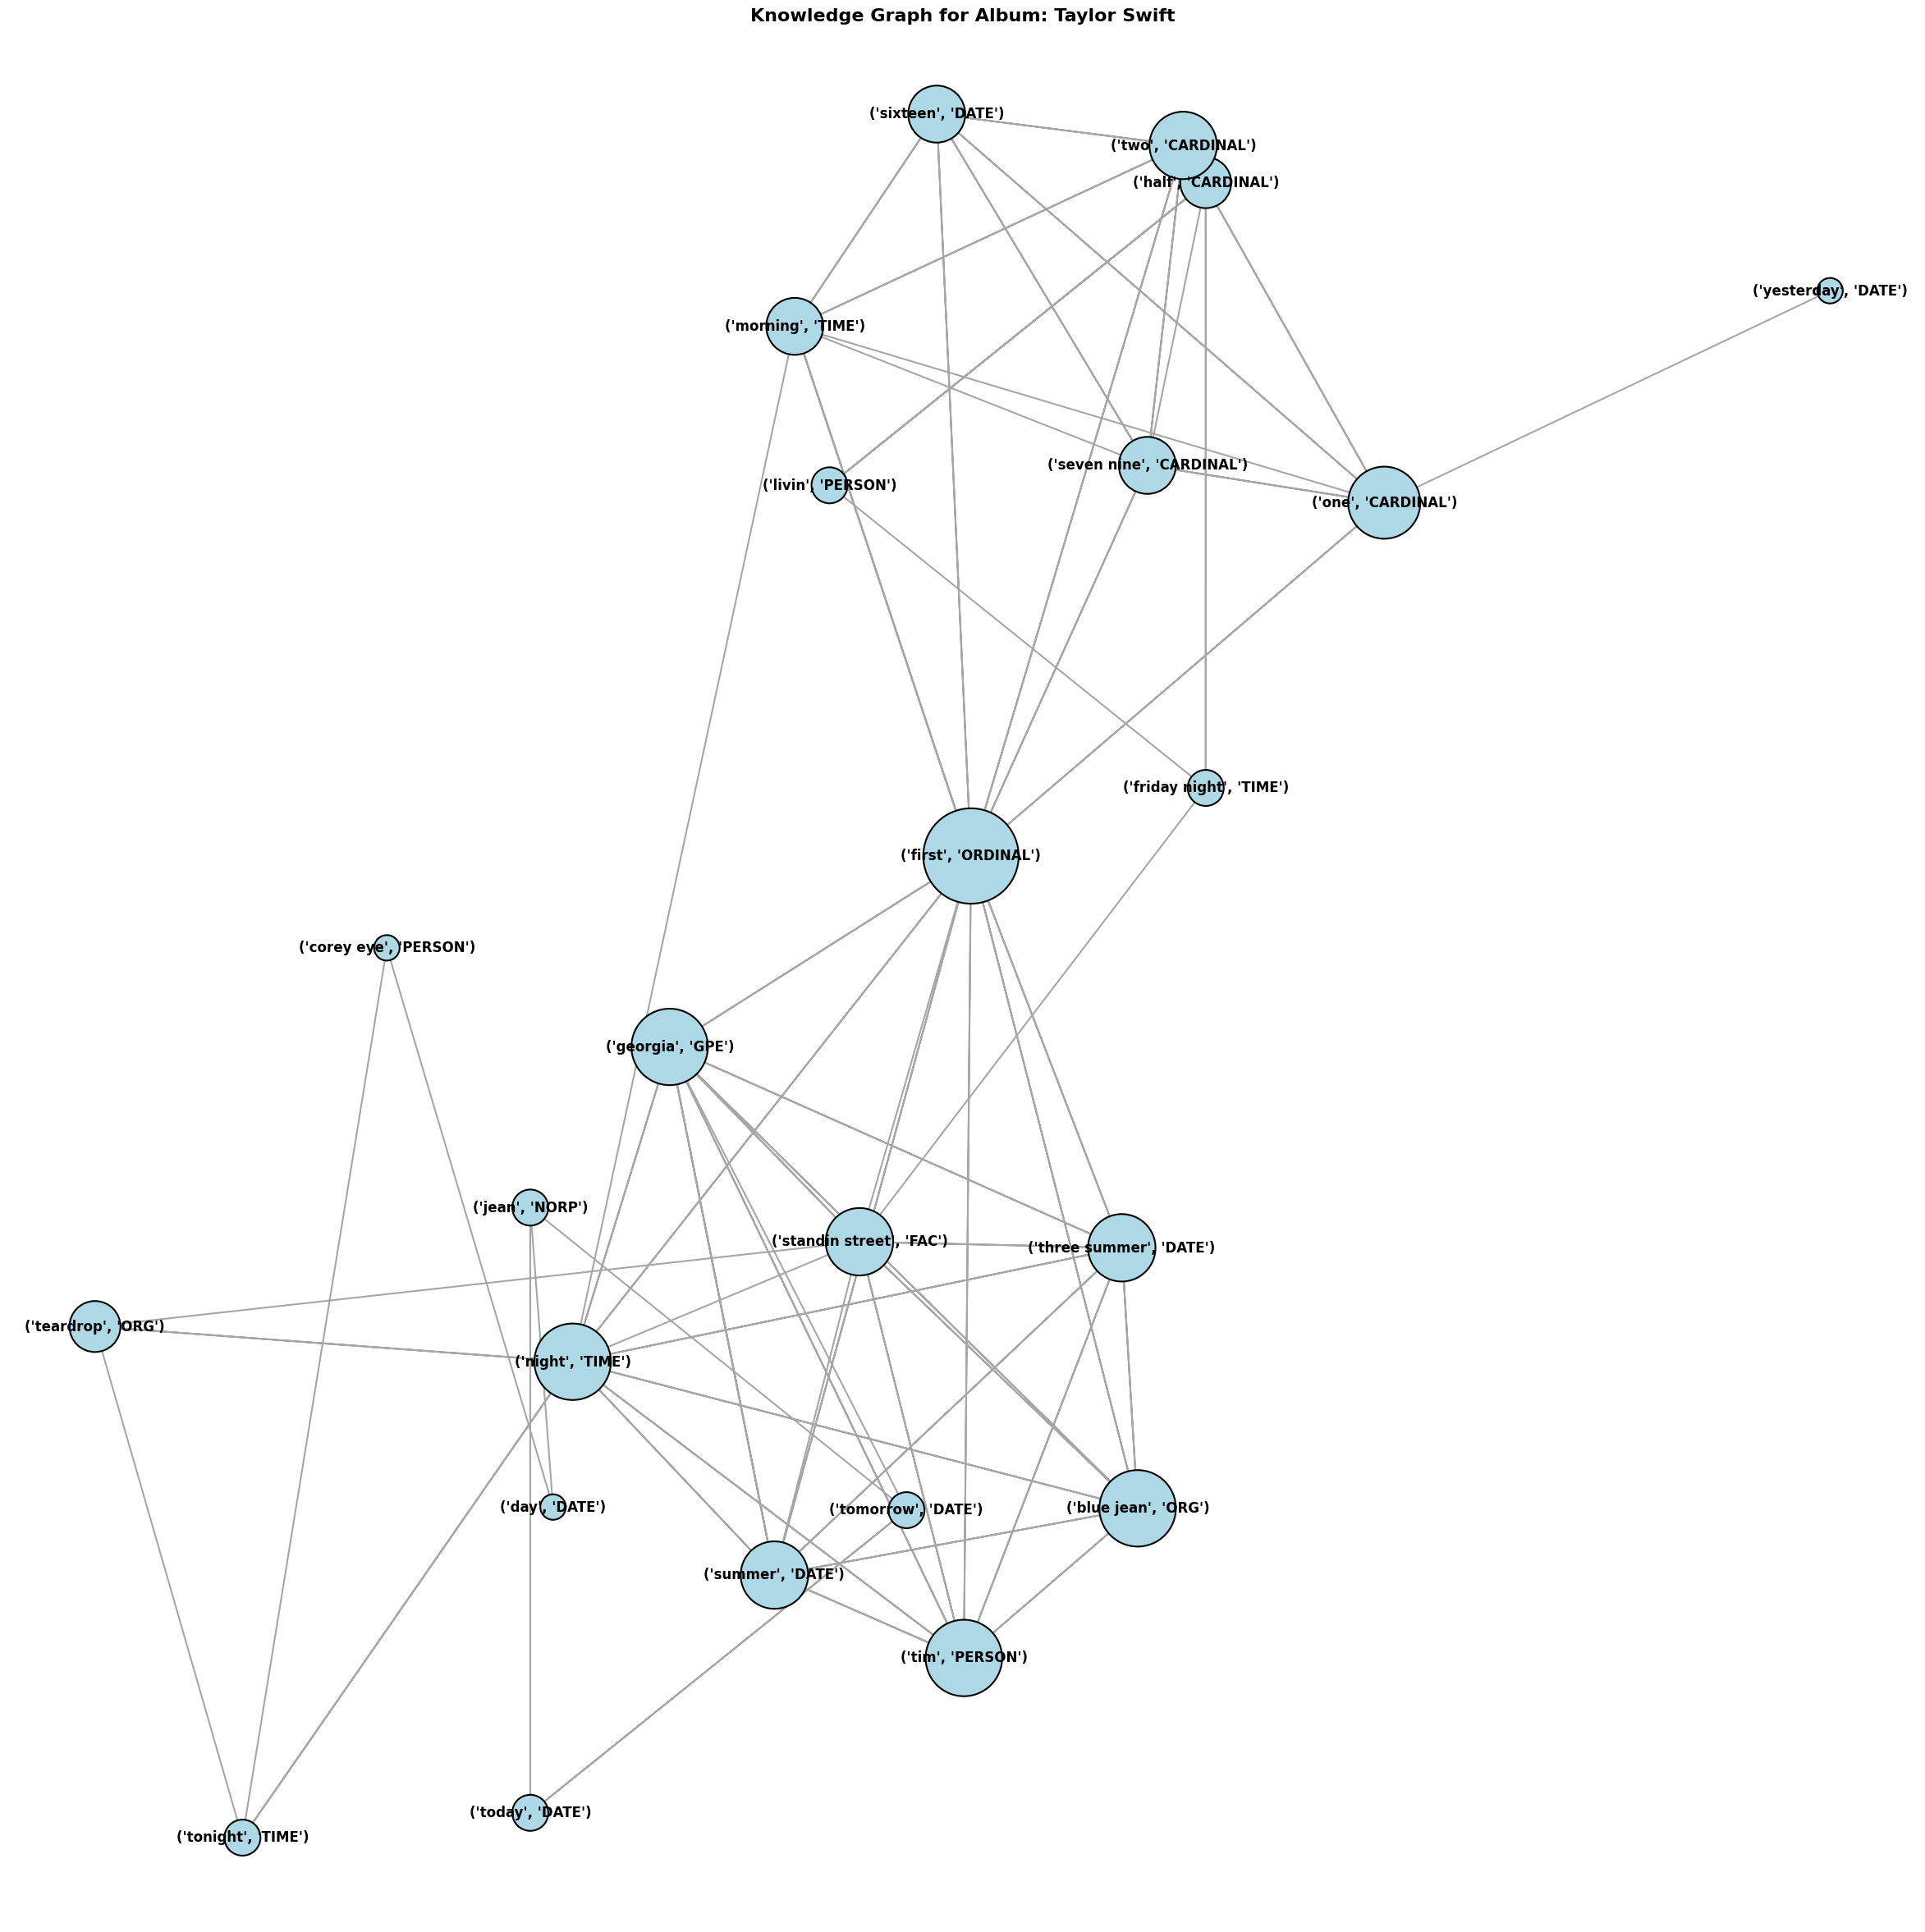 Knowledge Graph for Album: Taylor Swift
('sixteen', 'DATE')
('two', 'CARDINAL')
('half', 'CARDINAL')
('yesterday', 'DATE')
('morning', 'TIME')
('seven nine', 'CARDINAL')
('livin', 'PERSON')
('one', 'CARDINAL')
('friday night', 'TIME')
('first', 'ORDINAL')
('corey eye', 'PERSON')
('georgia', 'GPE')
('jean', 'NORP')
('standin street', 'FAC')
('three summer', 'DATE')
('teardrop', 'ORG')
('night', 'TIME')
('day', 'DATE')
('tomorrow', 'DATE')
('blue jean', 'ORG')
('summer', 'DATE')
('tim', 'PERSON')
('today', 'DATE')
('tonight', 'TIME')